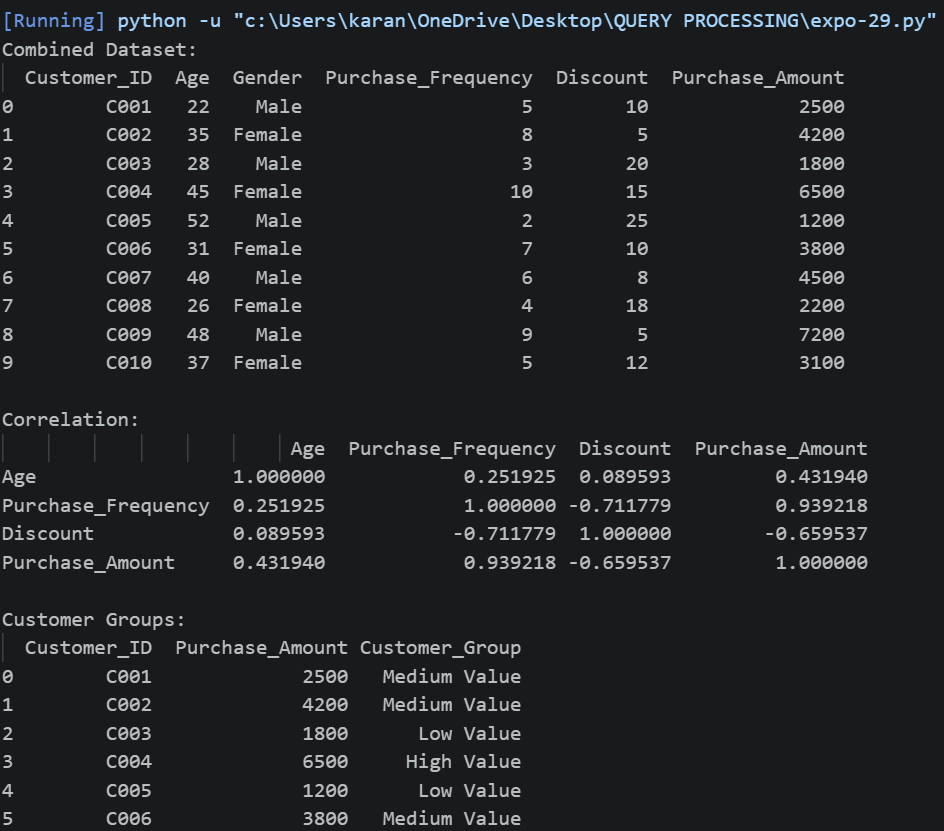 [Running] python -u "c:\Users\karan\OneDrive\Desktop\QUERY PROCESSING\expo-29.py"
Combined Dataset:
  Customer_ID  Age  Gender  Purchase_Frequency  Discount  Purchase_Amount
0        C001   22    Male                   5        10             2500
1        C002   35  Female                   8         5             4200
2        C003   28    Male                   3        20             1800
3        C004   45  Female                  10        15             6500
4        C005   52    Male                   2        25             1200
5        C006   31  Female                   7        10             3800
6        C007   40    Male                   6         8             4500
7        C008   26  Female                   4        18             2200
8        C009   48    Male                   9         5             7200
9        C010   37  Female                   5        12             3100
Correlation:
                         Age  Purchase_Frequency  Discount  Purchase_Amount
Age                 1.000000            0.251925  0.089593         0.431940
Purchase_Frequency  0.251925            1.000000 -0.711779         0.939218
Discount            0.089593           -0.711779  1.000000        -0.659537
Purchase_Amount     0.431940            0.939218 -0.659537         1.000000
Customer Groups:
  Customer_ID  Purchase_Amount Customer_Group
0        C001             2500   Medium Value
1        C002             4200   Medium Value
2        C003             1800      Low Value
3        C004             6500     High Value
4        C005             1200      Low Value
5        C006             3800   Medium Value